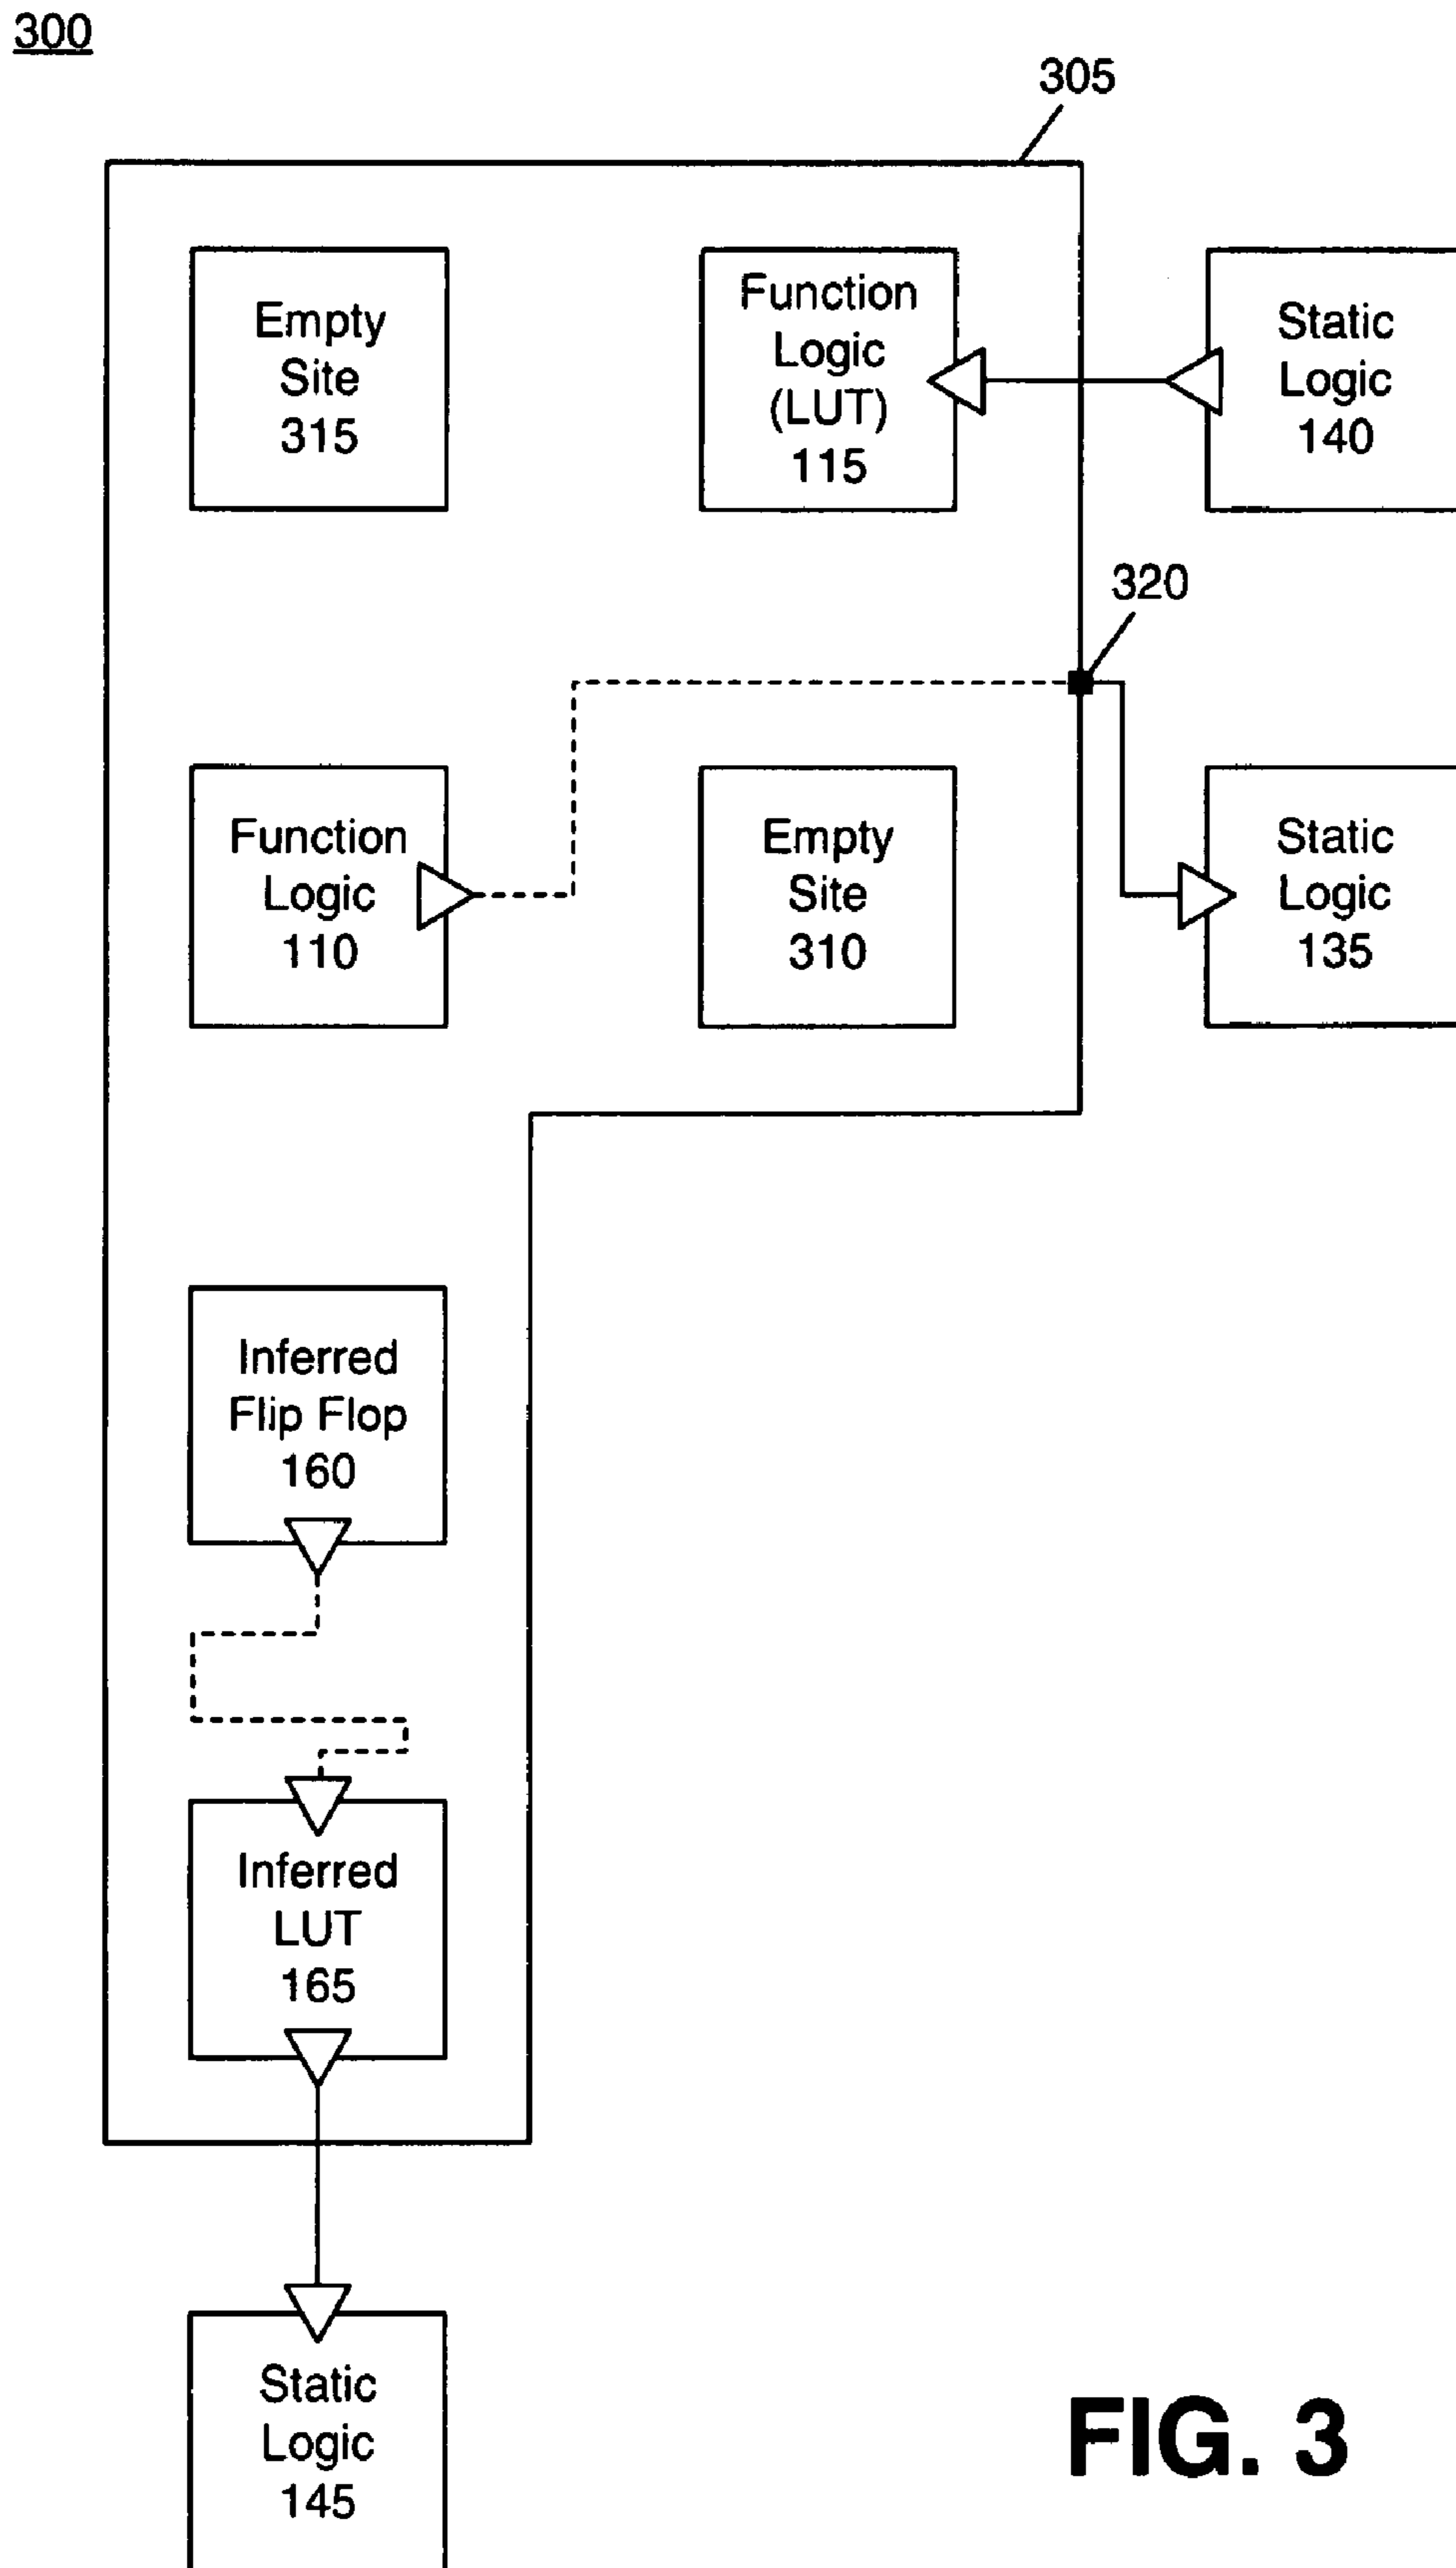 300
305
Empty
Site
315
Function
Logic
(LUT)
115
Static
Logic
140
320
Function
Logic
110
Empty
Site
310
Static
Logic
135
Inferred
Flip Flop
160
Inferred
LUT
165
Static
Logic
145
FIG. 3